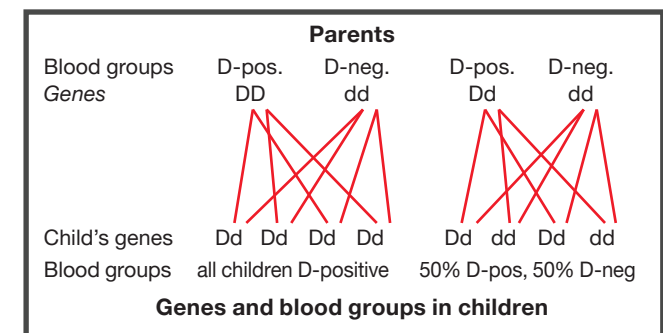 Parents
Blood groups D-pos. D-neg. D-pos. D-neg.
Genes DD dd Dd dd
Child's genes Dd Dd Dd Dd Dd dd Dd dd
Blood groups all children D-positive 50% D-pos, 50% D-neg
Genes and blood groups in children